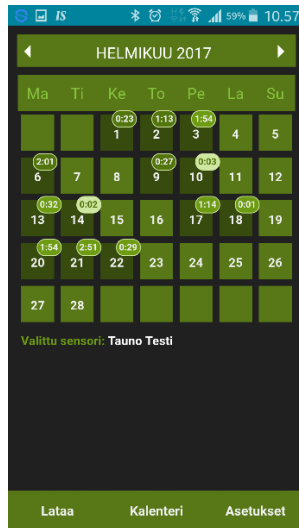 IS 59% 10.57
HELMIKUU 2017
Ma Ti Ke To Pe La Su
0:23 1:13 1:54
1 2 3 4 5
2:01 0:27 0:03
6 7 8 9 10 11 12
0:32 0:02 1:14 0:01
13 14 15 16 17 18 19
1:54 2:51 0:29
20 21 22 23 24 25 26
27 28
Valittu sensori: Tauno Testi
Lataa Kalenteri Asetukset